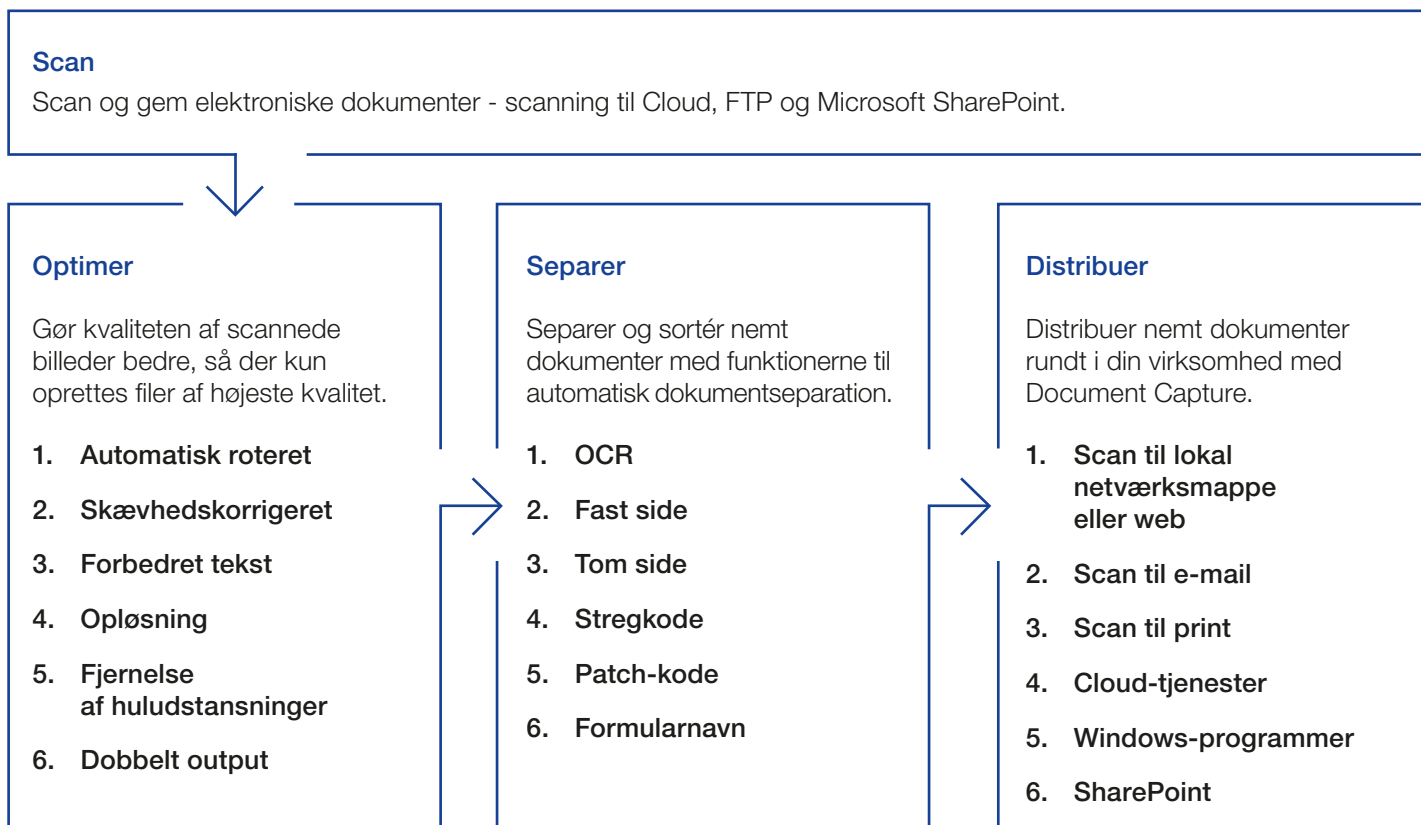 Scan
Scan og gem elektroniske dokumenter - scanning til Cloud, FTP og Microsoft SharePoint.
Optimer
Gør kvaliteten af scannede
billeder bedre, så der kun
oprettes filer af højeste kvalitet.
1. Automatisk roteret
2. Skævhedskorrigeret
3. Forbedret tekst
4. Opløsning
5. Fjernelse
af huludstansninger
6. Dobbelt output
Separer
Separer og sortér nemt
dokumenter med funktionerne til
automatisk dokumentseparation.
1. OCR
2. Fast side
3. Tom side
4. Stregkode
5. Patch-kode
6. Formularnavn
Distribuer
Distribuer nemt dokumenter
rundt i din virksomhed med
Document Capture.
1. Scan til lokal
netværksmappe
eller web
2. Scan til e-mail
3. Scan til print
4. Cloud-tjenester
5. Windows-programmer
6. SharePoint